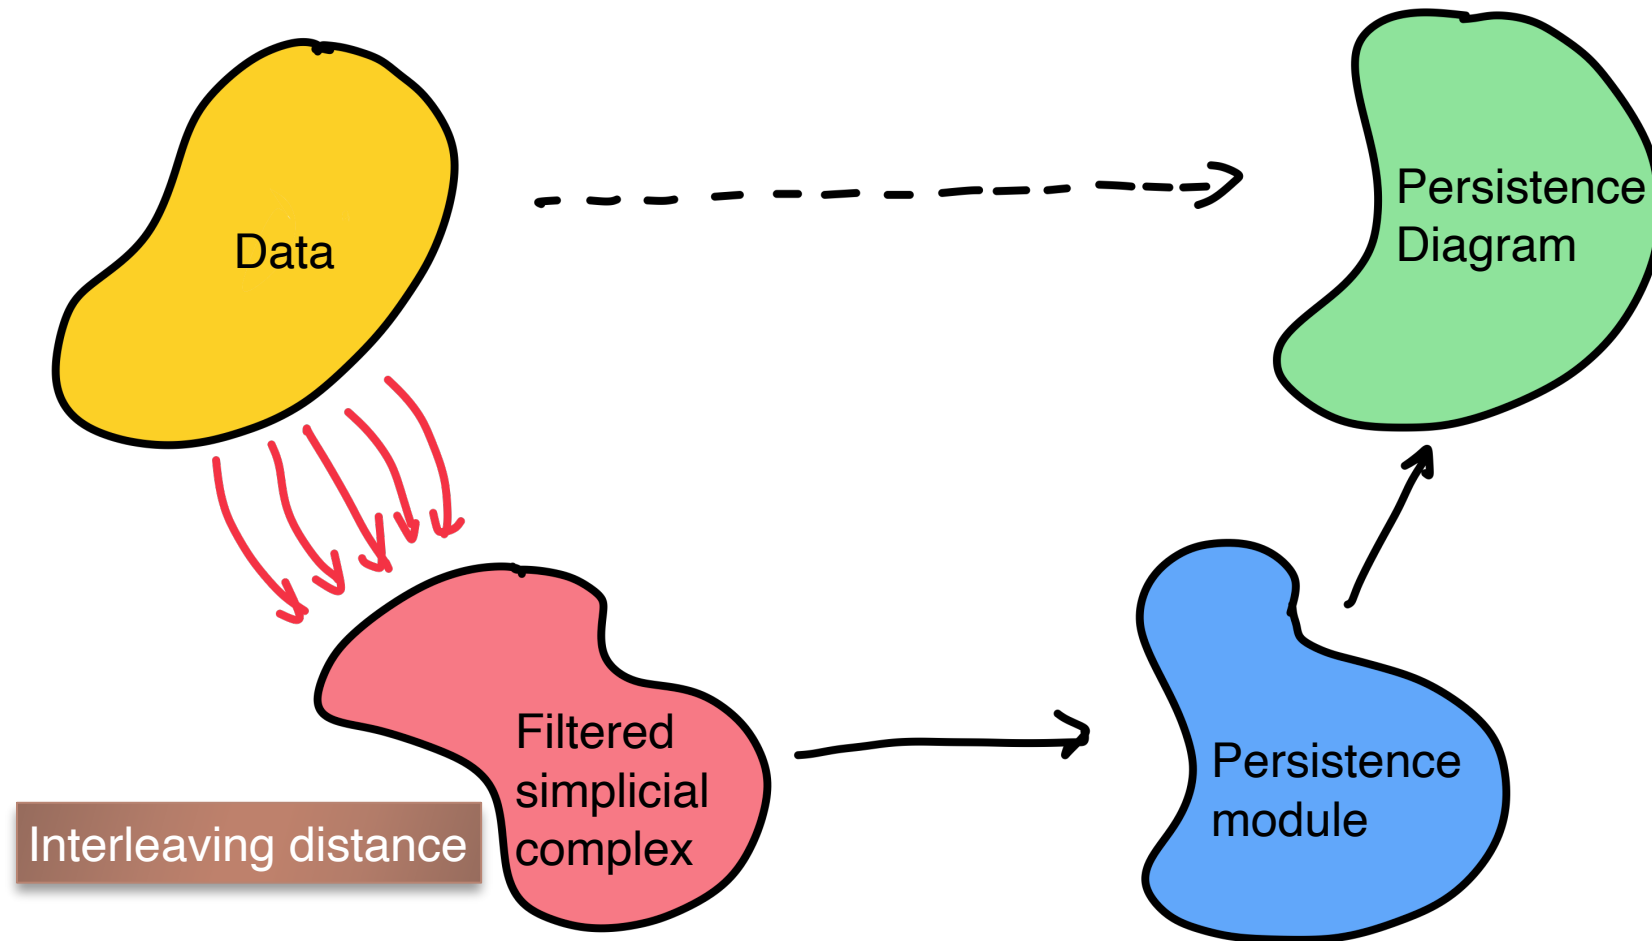 Data
Persistence
Diagram
Filtered
simplicial
complex
Interleaving distance
Persistence
module